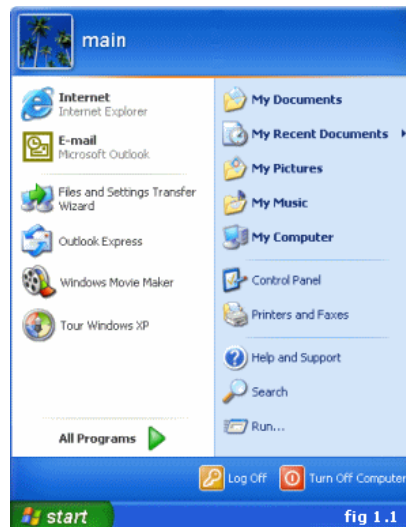 main
Internet
Internet Explorer
E-mail
Microsoft Outlook
Files and Settings Transfer
Wizard
Outlook Express
Windows Movie Maker
Tour Windows XP
All Programs
My Documents
My Recent Documents
My Pictures
My Music
My Computer
Control Panel
Printers and Faxes
Help and Support
Search
Run...
Log Off
Turn Off Computer
start
fig 1.1